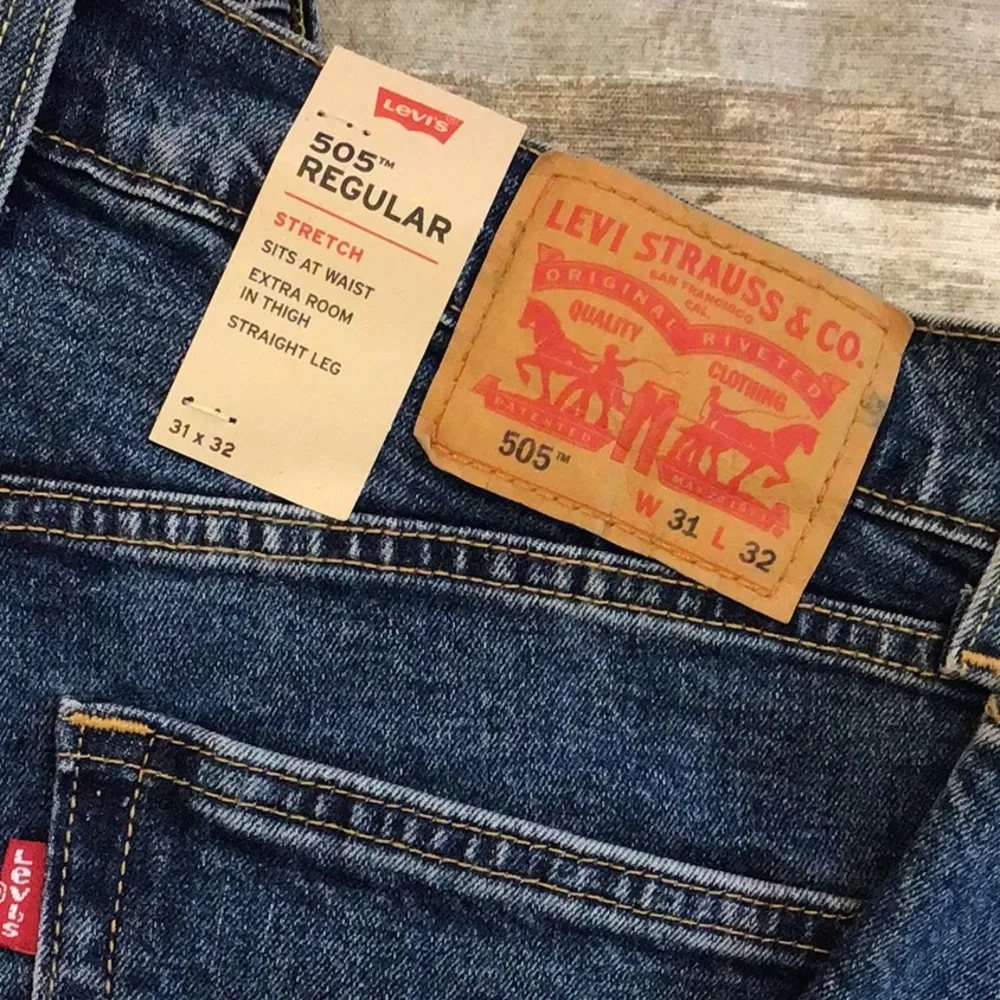 Levi's®
505™
REGULAR
STRETCH
SITS AT WAIST
EXTRA ROOM
IN THIGH
STRAIGHT LEG
31 x 32
LEVI STRAUSS & CO.
SAN FRANCISCO
CAL.
ORIGINAL RIVETED
QUALITY CLOTHING
PATENTED
505™
W 31 L 32
Levi's